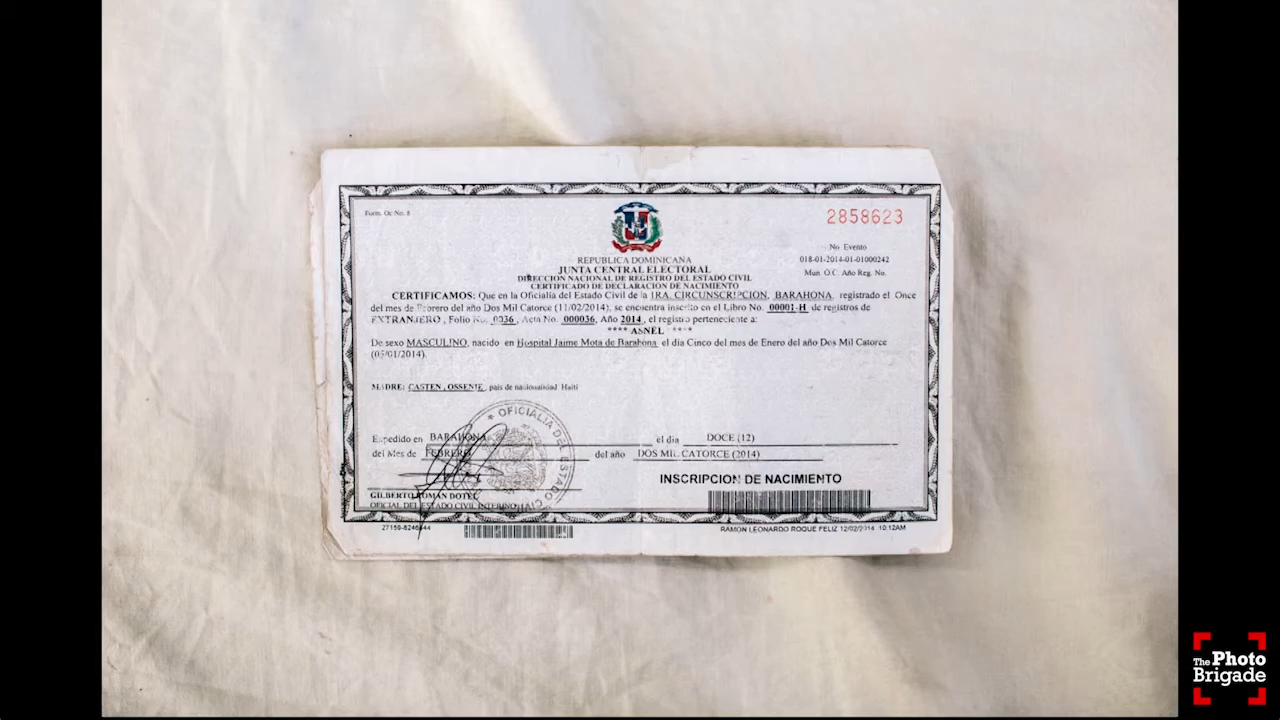 Form. Oc No. 8
2858623
No Evento
018-01-2014-01-01000242
Mun. O.C. Año Reg. No.
REPUBLICA DOMINICANA
JUNTA CENTRAL ELECTORAL
DIRECCION NACIONAL DE REGISTRO DEL ESTADO CIVIL
CERTIFICADO DE DECLARACION DE NACIMIENTO
CERTIFICAMOS: Que en la Oficialía del Estado Civil de la 1RA. CIRCUNSCRIPCION, BARAHONA, registrado el Once
del mes de Febrero del año Dos Mil Catorce (11/02/2014), se encuentra inscrito en el Libro No. 00001-H de registros de
EXTRANJERO, Folio No. 0036, Acta No. 000036, Año 2014, el registro perteneciente a:
**** ASNEL ****
De sexo MASCULINO, nacido en Hospital Jaime Mota de Barahona el día Cinco del mes de Enero del año Dos Mil Catorce
(05/01/2014).
MADRE: CASTEN, OSSENIE, pais de nacionalidad Haiti
Expedido en BARAHONA el dia DOCE (12)
del Mes de FEBRERO del año DOS MIL CATORCE (2014)
OFICIALIA DEL ESTADO CIVIL
INSCRIPCION DE NACIMIENTO
GILBERTO ROMAN DOTEL
OFICIAL DEL ESTADO CIVIL INTERINO
RAMON LEONARDO ROQUE FELIZ 12/02/2014 10:12AM
The Photo
Brigade